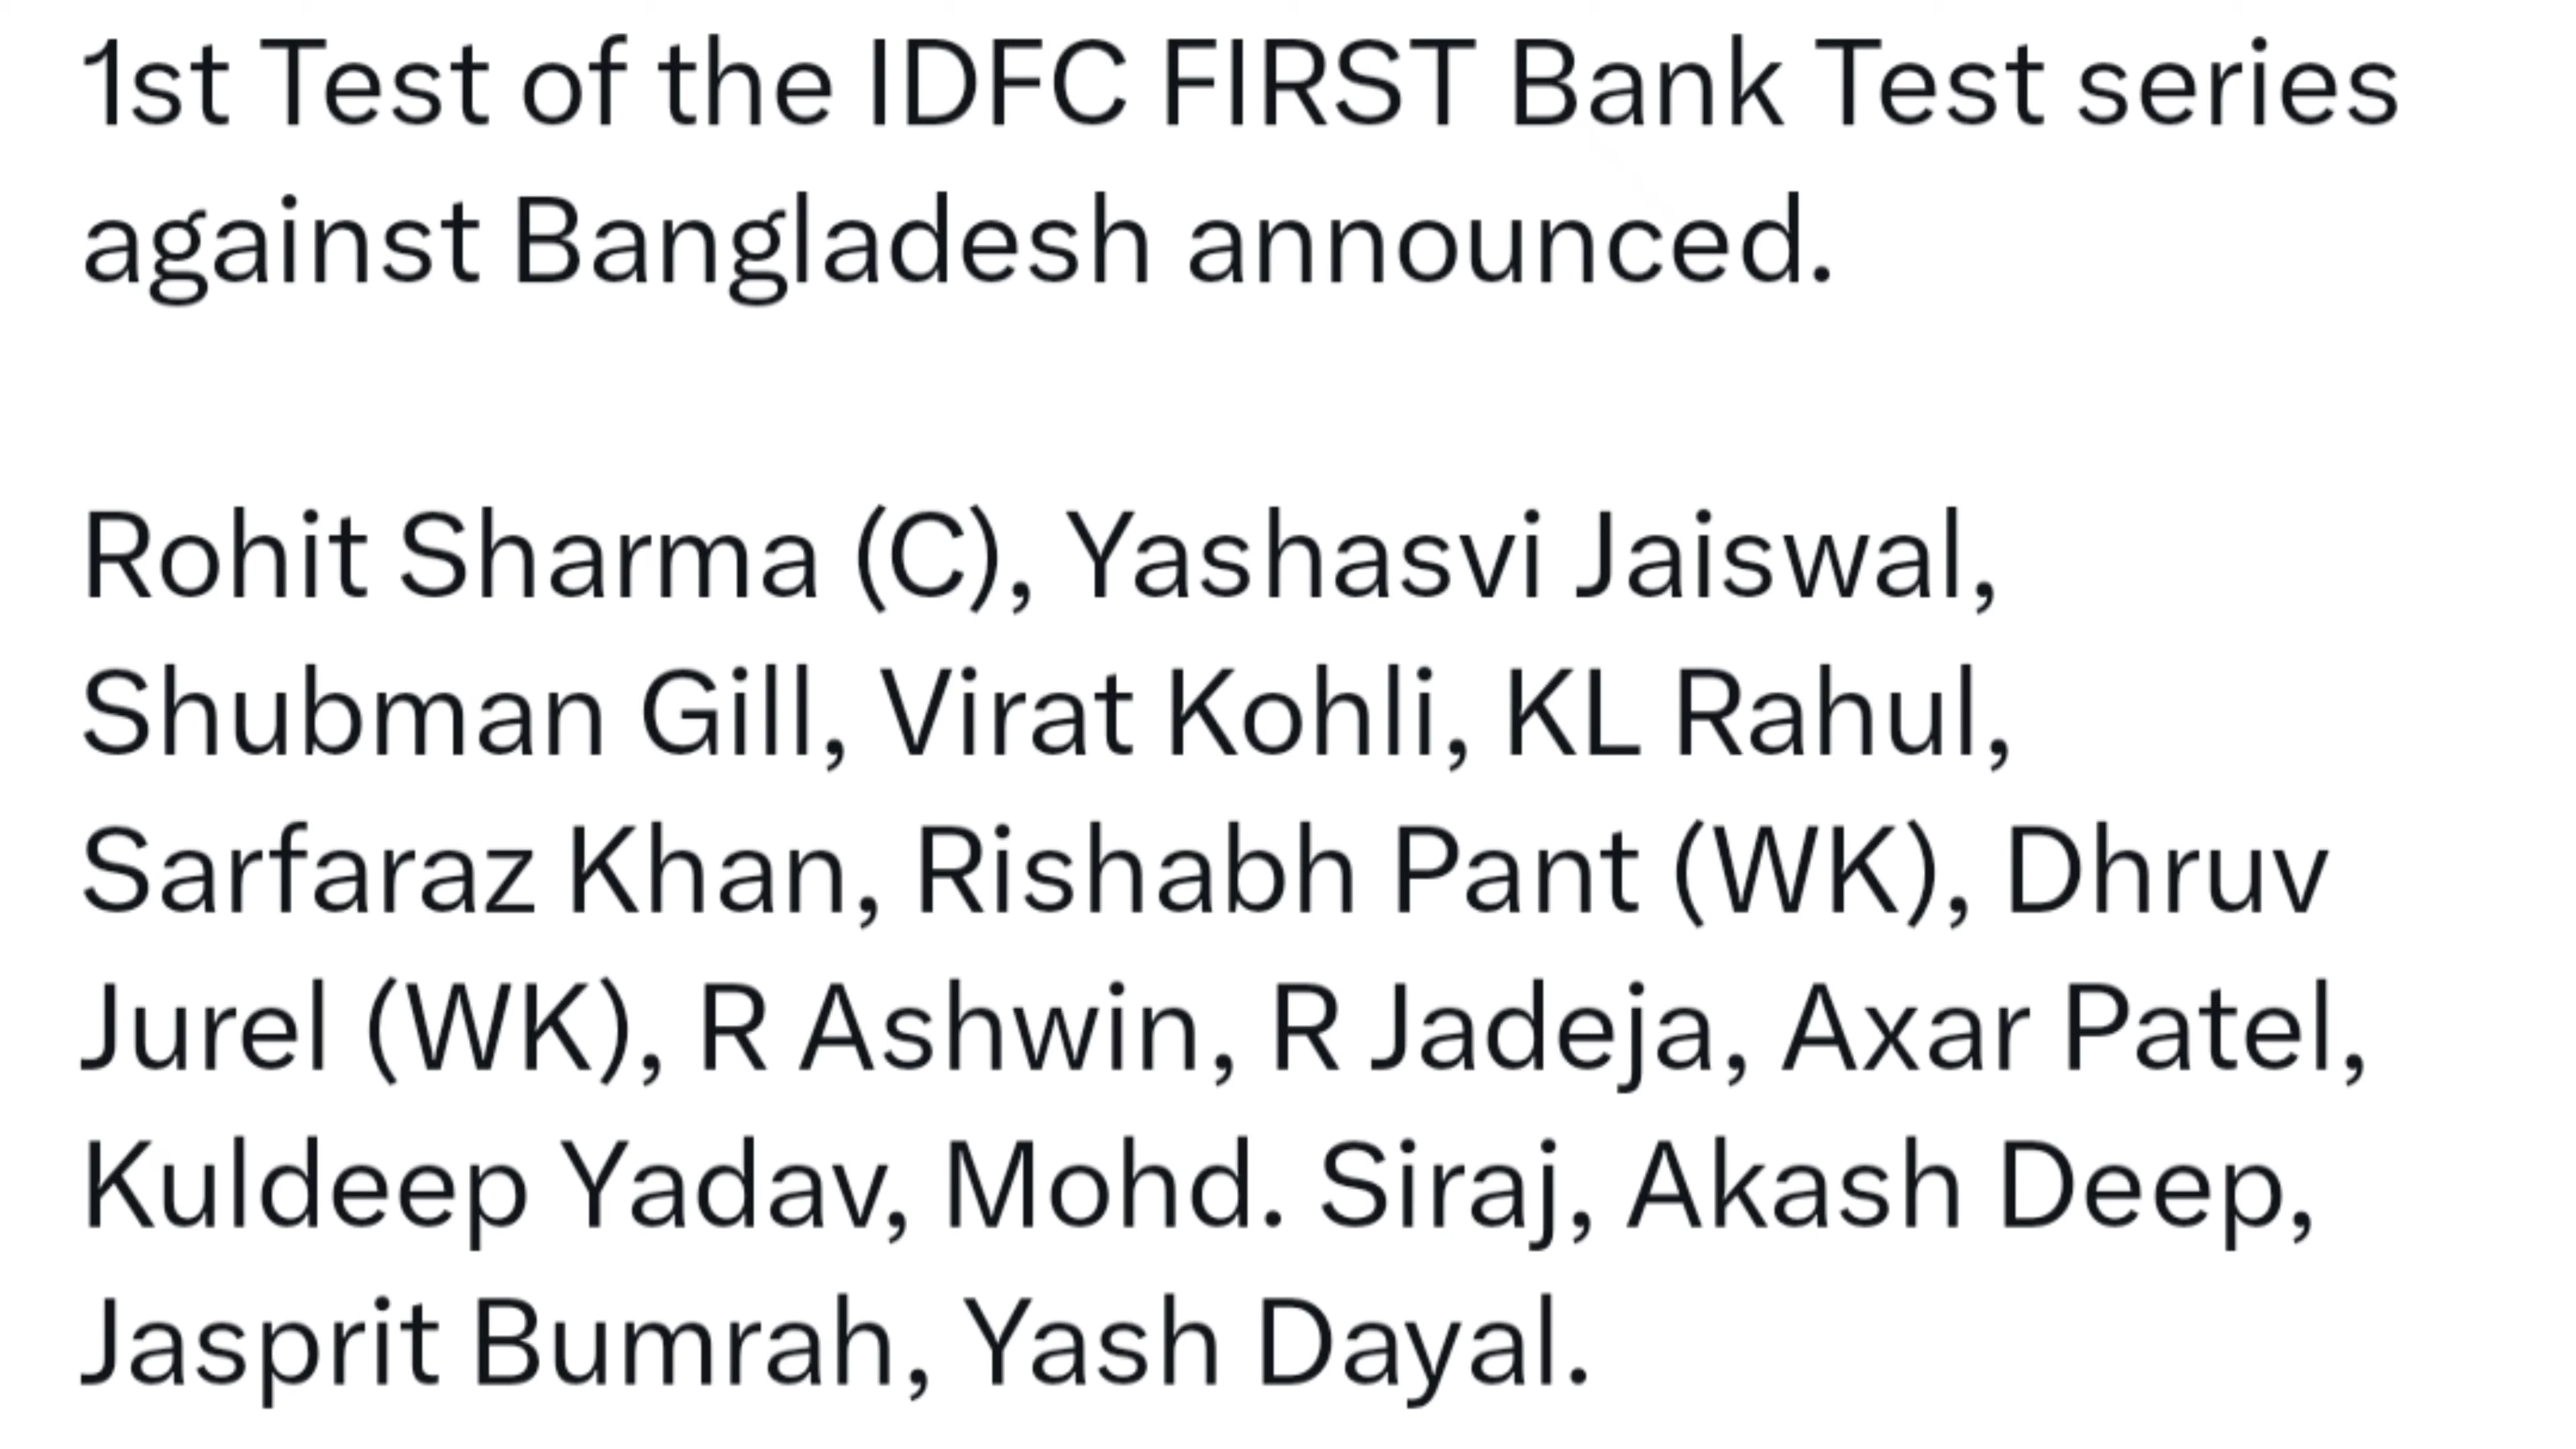 1st Test of the IDFC FIRST Bank Test series
against Bangladesh announced.
Rohit Sharma (C), Yashasvi Jaiswal,
Shubman Gill, Virat Kohli, KL Rahul,
Sarfaraz Khan, Rishabh Pant (WK), Dhruv
Jurel (WK), R Ashwin, R Jadeja, Axar Patel,
Kuldeep Yadav, Mohd. Siraj, Akash Deep,
Jasprit Bumrah, Yash Dayal.